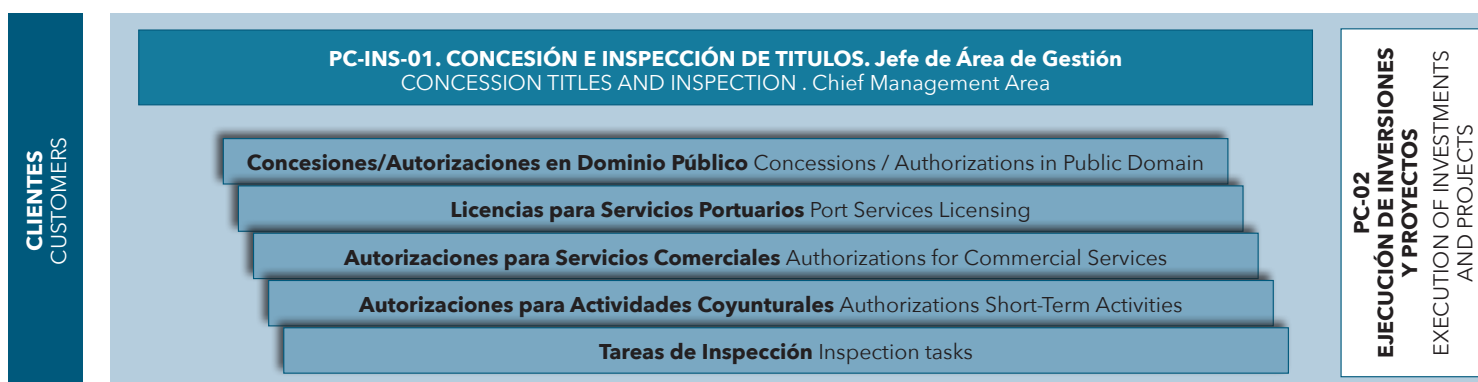 CLIENTES
CUSTOMERS
PC-INS-01. CONCESIÓN E INSPECCIÓN DE TITULOS. Jefe de Área de Gestión
CONCESSION TITLES AND INSPECTION . Chief Management Area
Concesiones/Autorizaciones en Dominio Público Concessions / Authorizations in Public Domain
Licencias para Servicios Portuarios Port Services Licensing
Autorizaciones para Servicios Comerciales Authorizations for Commercial Services
Autorizaciones para Actividades Coyunturales Authorizations Short-Term Activities
Tareas de Inspección Inspection tasks
PC-02
EJECUCIÓN DE INVERSIONES
Y PROYECTOS
EXECUTION OF INVESTMENTS
AND PROJECTS